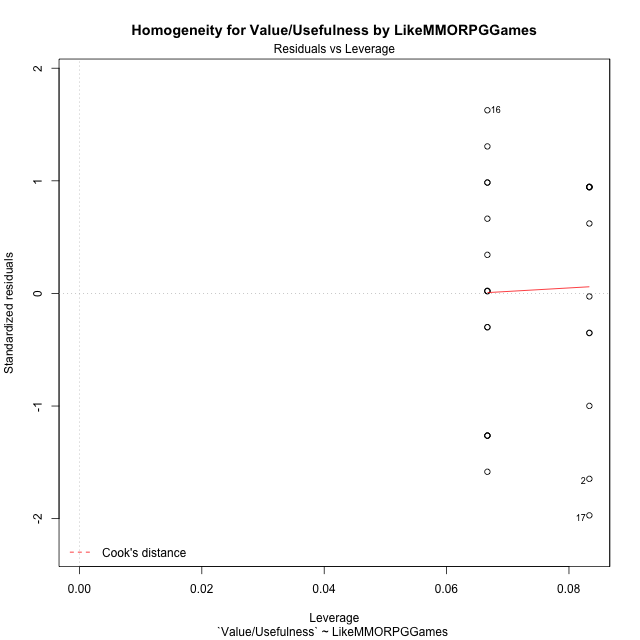 Homogeneity for Value/Usefulness by LikeMMORPGGames
Residuals vs Leverage
2
1
0
-1
-2
Standardized residuals
16
2
17
Cook's distance
0.00 0.02 0.04 0.06 0.08
Leverage
`Value/Usefulness` ~ LikeMMORPGGames